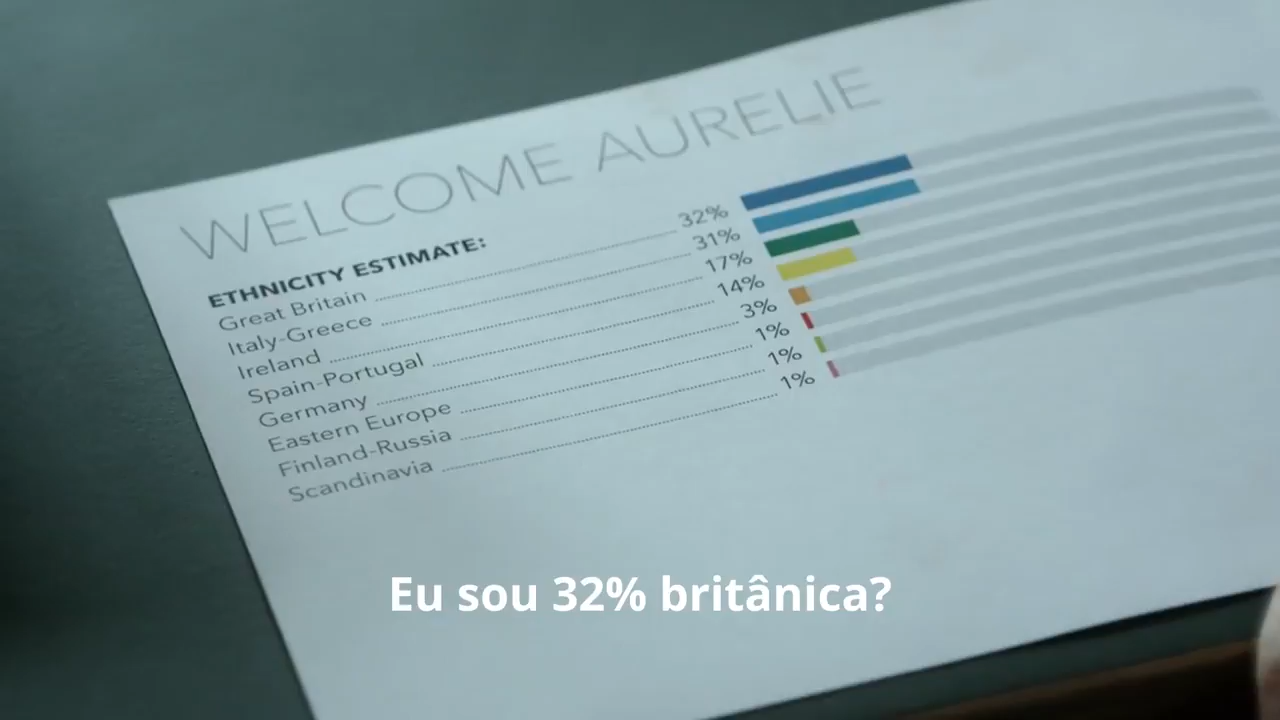 WELCOME AURELIE
ETHNICITY ESTIMATE:
Great Britain ........ 32%
Italy-Greece ........ 31%
Ireland ........ 17%
Spain-Portugal ........ 14%
Germany ........ 3%
Eastern Europe ........ 1%
Finland-Russia ........ 1%
Scandinavia ........ 1%
Eu sou 32% britânica?